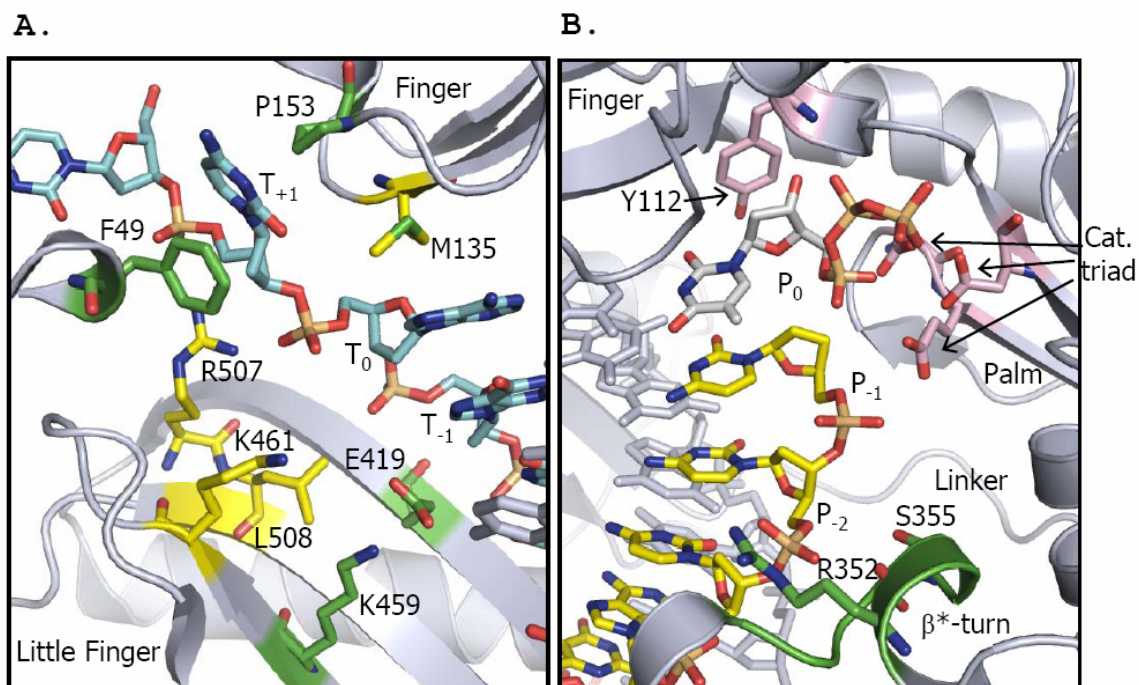 A.
B.
Finger
P153
T+1
F49
M135
R507
T0
T-1
K461
E419
L508
K459
Little Finger
Finger
Y112
Cat.
triad
P0
Palm
P-1
Linker
P-2
S355
R352
β*-turn